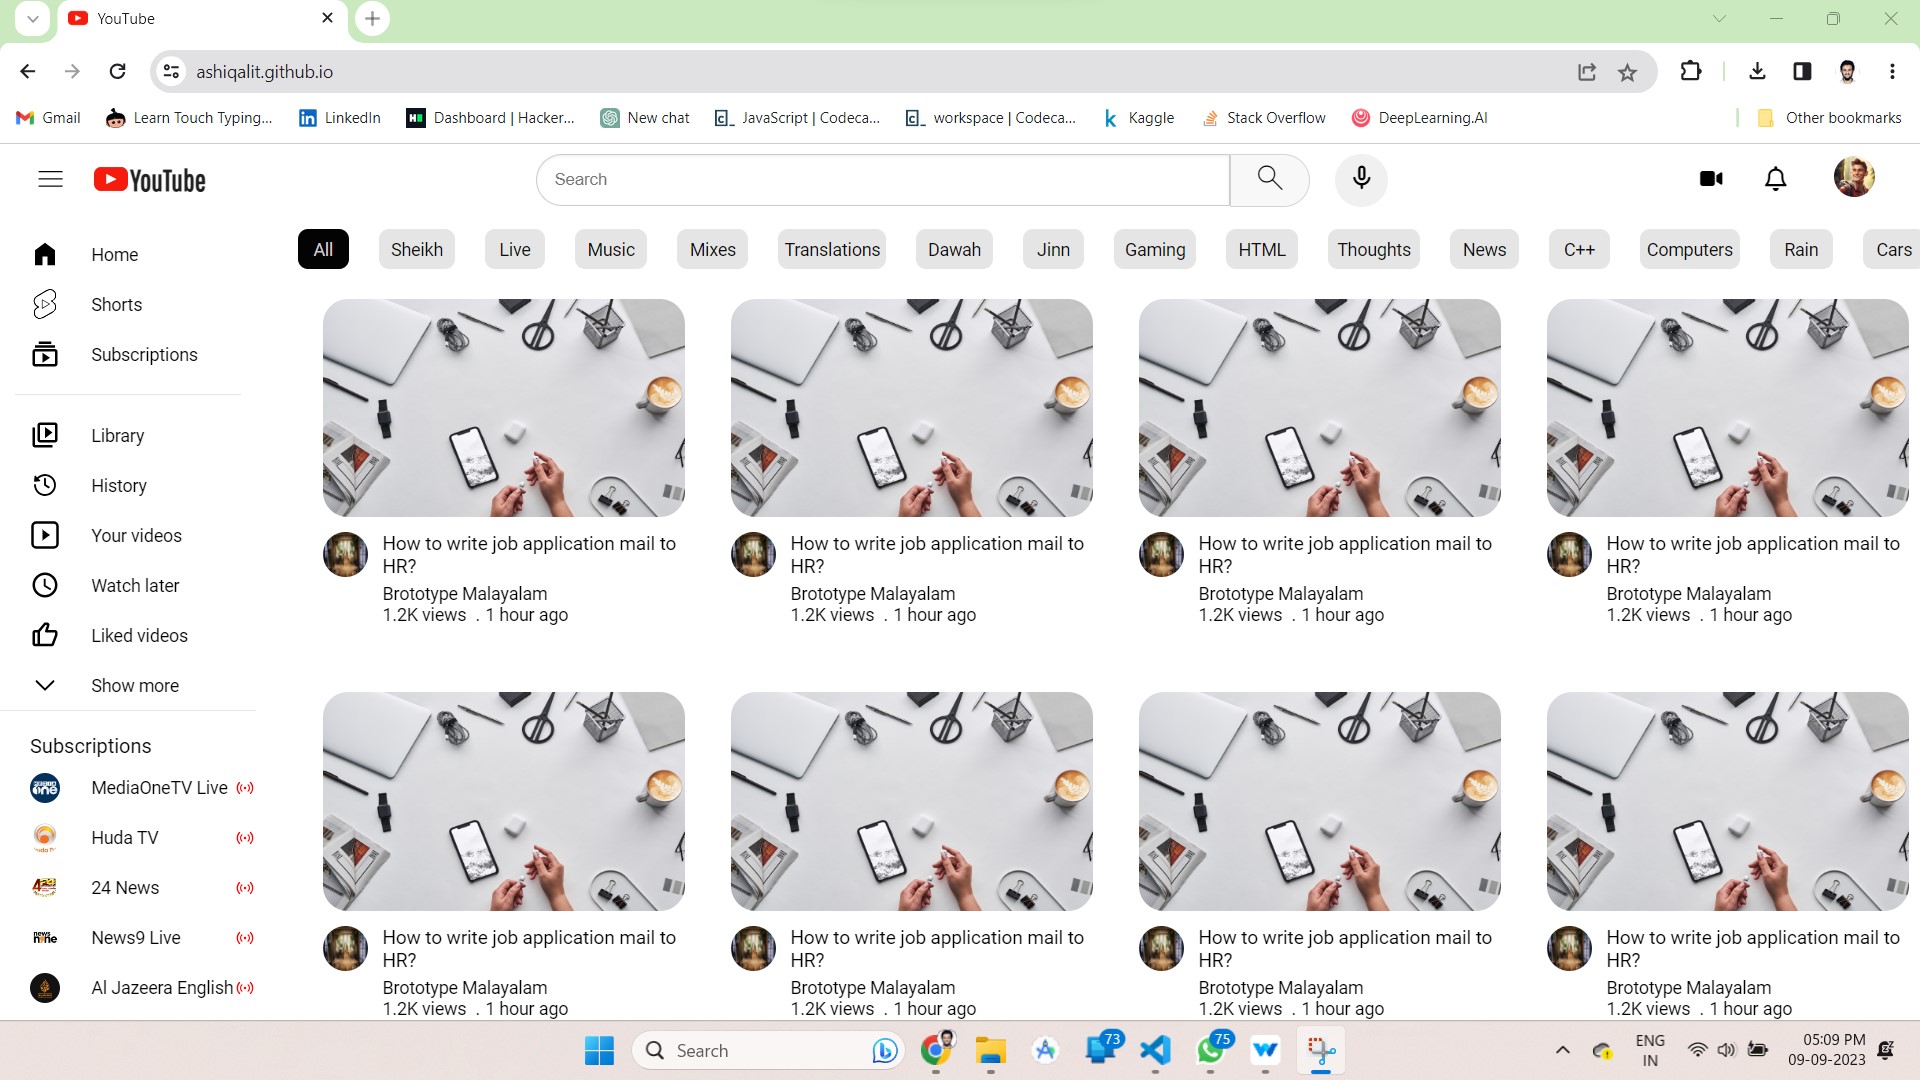 YouTube
ashiqalit.github.io
Gmail
Learn Touch Typing...
LinkedIn
Dashboard | Hacker...
New chat
JavaScript | Codeca...
workspace | Codeca...
Kaggle
Stack Overflow
DeepLearning.AI
Other bookmarks
YouTube
Search
All
Sheikh
Live
Music
Mixes
Translations
Dawah
Jinn
Gaming
HTML
Thoughts
News
C++
Computers
Rain
Cars
Home
Shorts
Subscriptions
Library
History
Your videos
Watch later
Liked videos
Show more
Subscriptions
MediaOneTV Live
Huda TV
24 News
News9 Live
Al Jazeera English
How to write job application mail to
HR?
Brototype Malayalam
1.2K views . 1 hour ago
How to write job application mail to
HR?
Brototype Malayalam
1.2K views . 1 hour ago
How to write job application mail to
HR?
Brototype Malayalam
1.2K views . 1 hour ago
How to write job application mail to
HR?
Brototype Malayalam
1.2K views . 1 hour ago
How to write job application mail to
HR?
Brototype Malayalam
1.2K views . 1 hour ago
How to write job application mail to
HR?
Brototype Malayalam
1.2K views . 1 hour ago
How to write job application mail to
HR?
Brototype Malayalam
1.2K views . 1 hour ago
How to write job application mail to
HR?
Brototype Malayalam
1.2K views . 1 hour ago
Search
73
75
ENG
IN
05:09 PM
09-09-2023